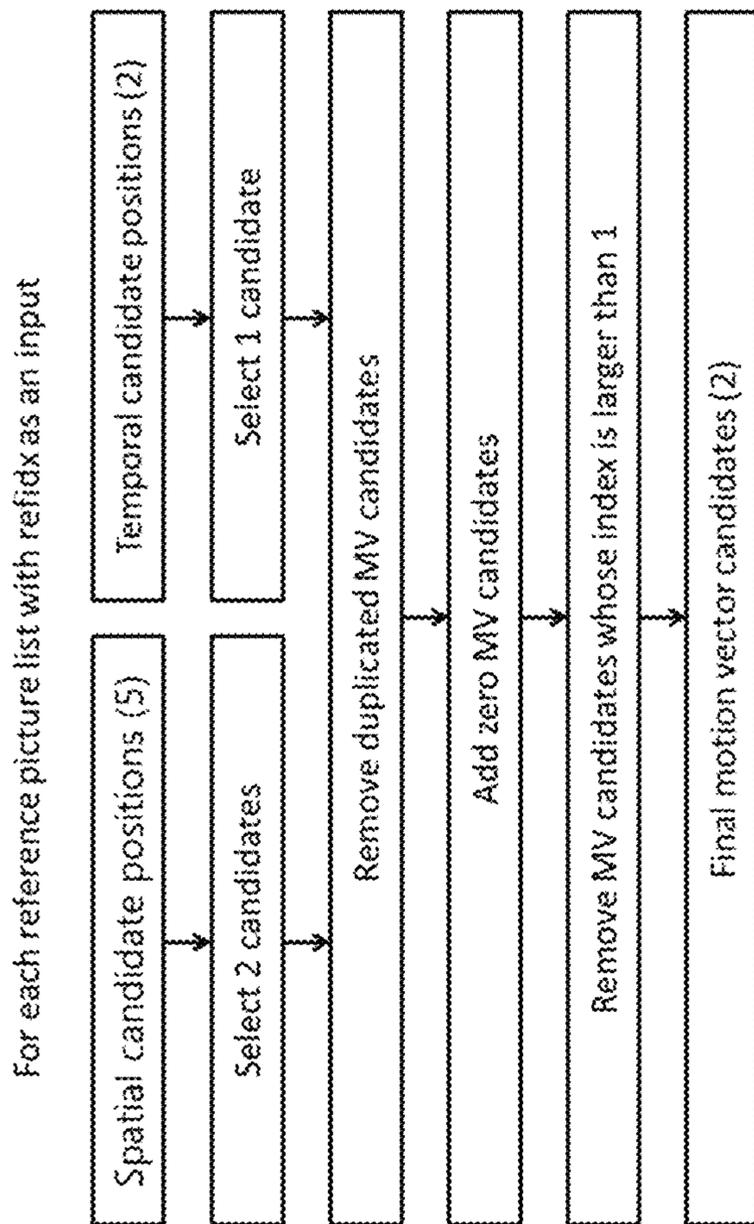 For each reference picture list with refidx as an input
Spatial candidate positions (5)
Temporal candidate positions (2)
Select 2 candidates
Select 1 candidate
Remove duplicated MV candidates
Add zero MV candidates
Remove MV candidates whose index is larger than 1
Final motion vector candidates (2)